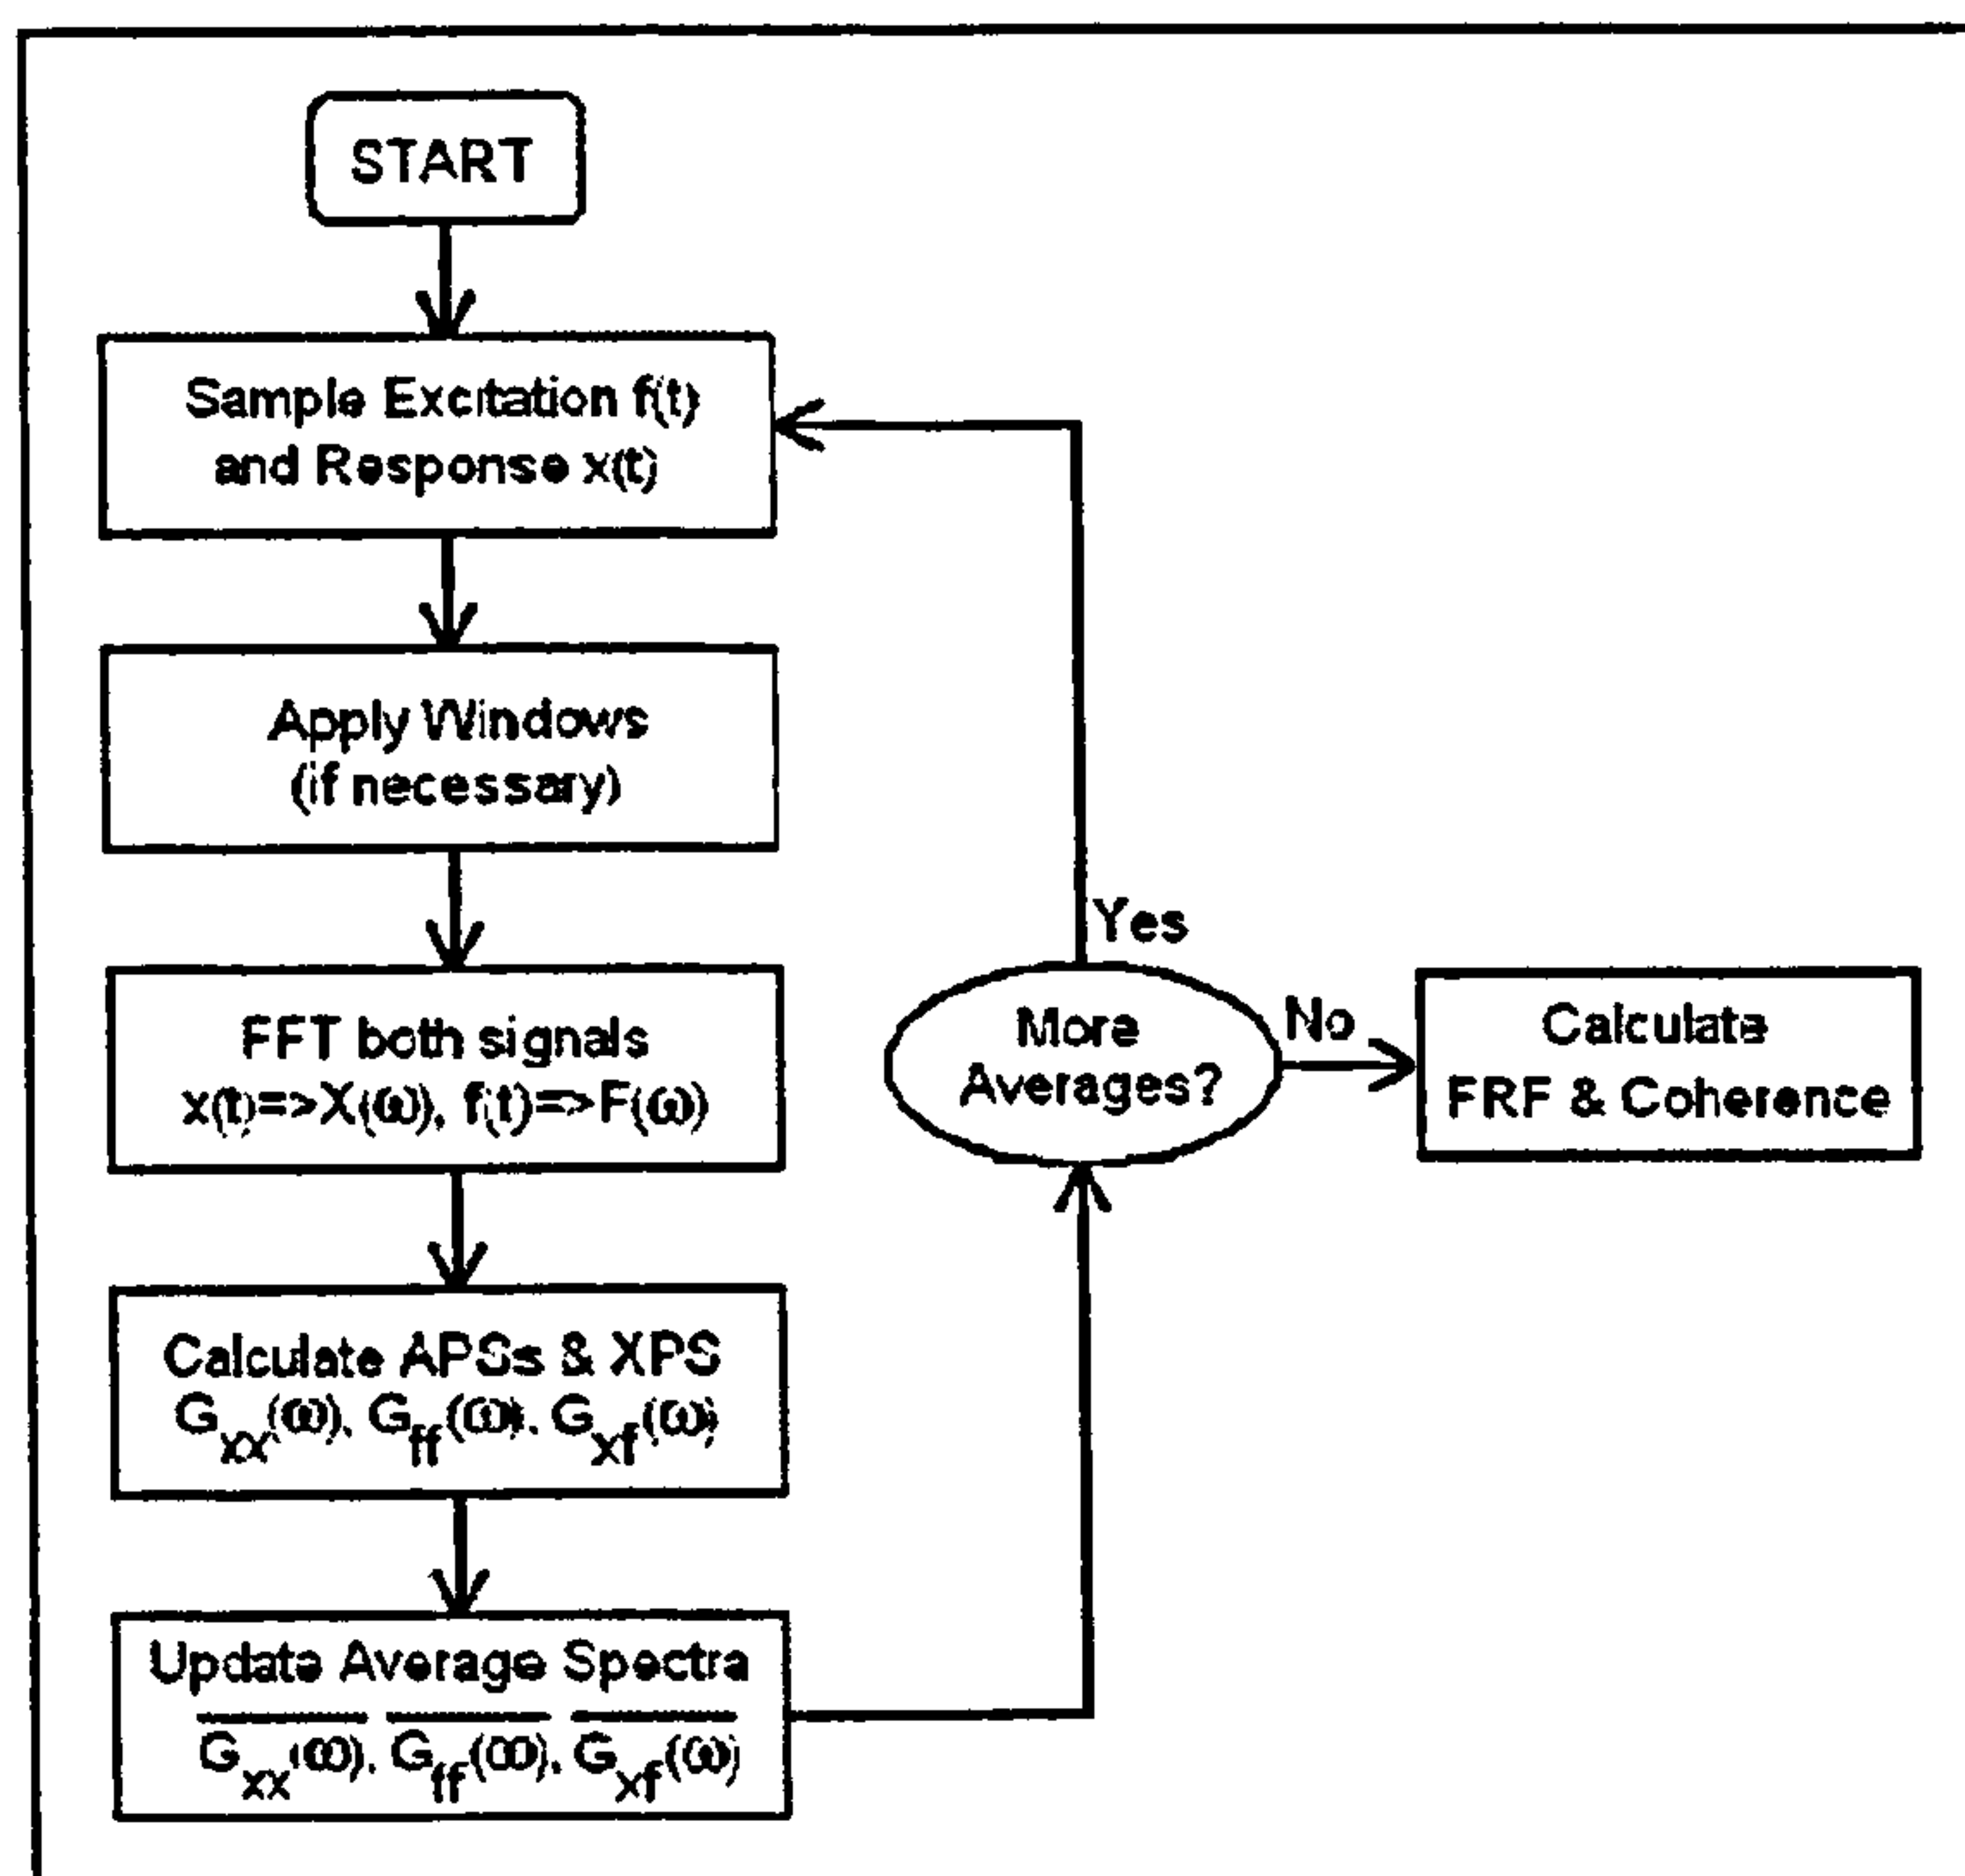 START
Sample Excitation f(t)
and Response x(t)
Apply Windows
(if necessary)
FFT both signals
x(t)=>X(ω), f(t)=>F(ω)
Calculate APSs & XPS
Gxx(ω), Gff(ω), Gxf(ω)
Update Average Spectra
Gxx(ω), Gff(ω), Gxf(ω)
Yes
More
Averages?
No
Calculate
FRF & Coherence